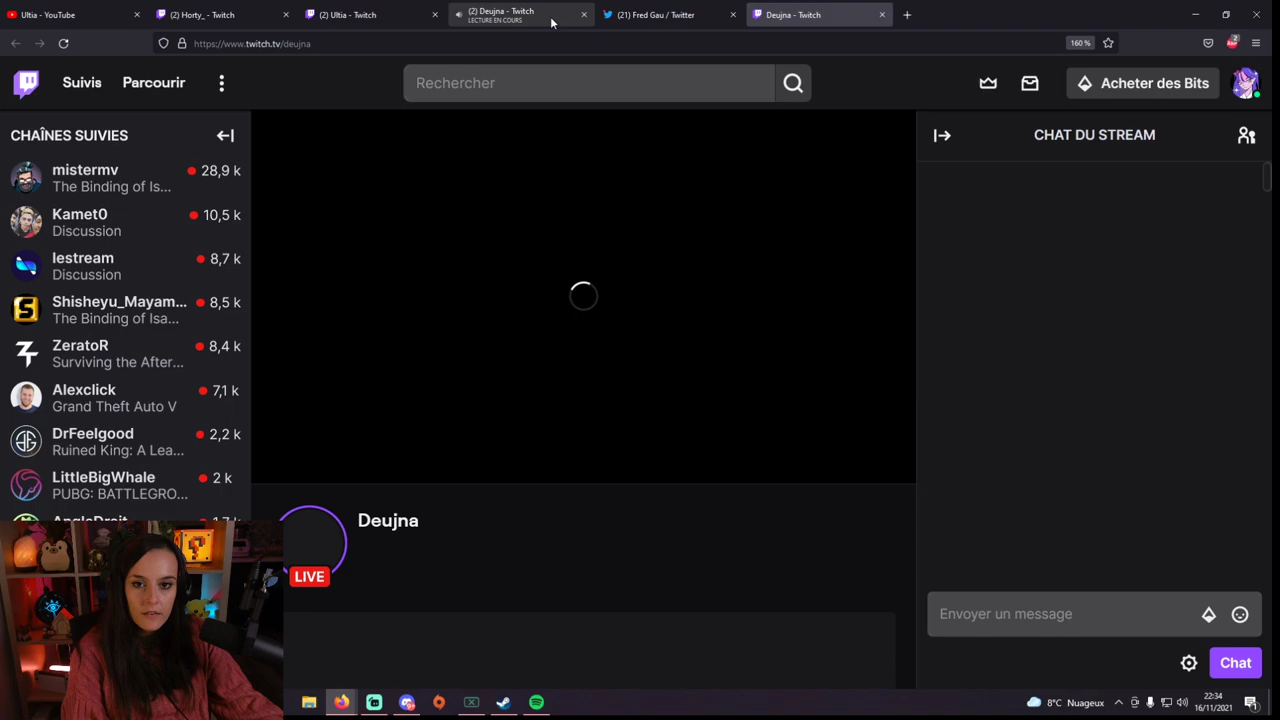 Ultia - YouTube
(2) Horty_ - Twitch
(2) Ultia - Twitch
(2) Deujna - Twitch
LECTURE EN COURS
(21) Fred Gau / Twitter
Deujna - Twitch
https://www.twitch.tv/deujna
160 %
2
Suivis
Parcourir
Rechercher
Acheter des Bits
CHAÎNES SUIVIES
CHAT DU STREAM
mistermv
28,9 k
The Binding of Is...
Kamet0
10,5 k
Discussion
lestream
8,7 k
Discussion
Shisheyu_Mayam...
8,5 k
The Binding of Isa...
ZeratoR
8,4 k
Surviving the After...
Alexclick
7,1 k
Grand Theft Auto V
DrFeelgood
2,2 k
Ruined King: A Lea...
LittleBigWhale
2 k
PUBG: BATTLEGRO...
Deujna
LIVE
Envoyer un message
Chat
8°C Nuageux
22:34
16/11/2021